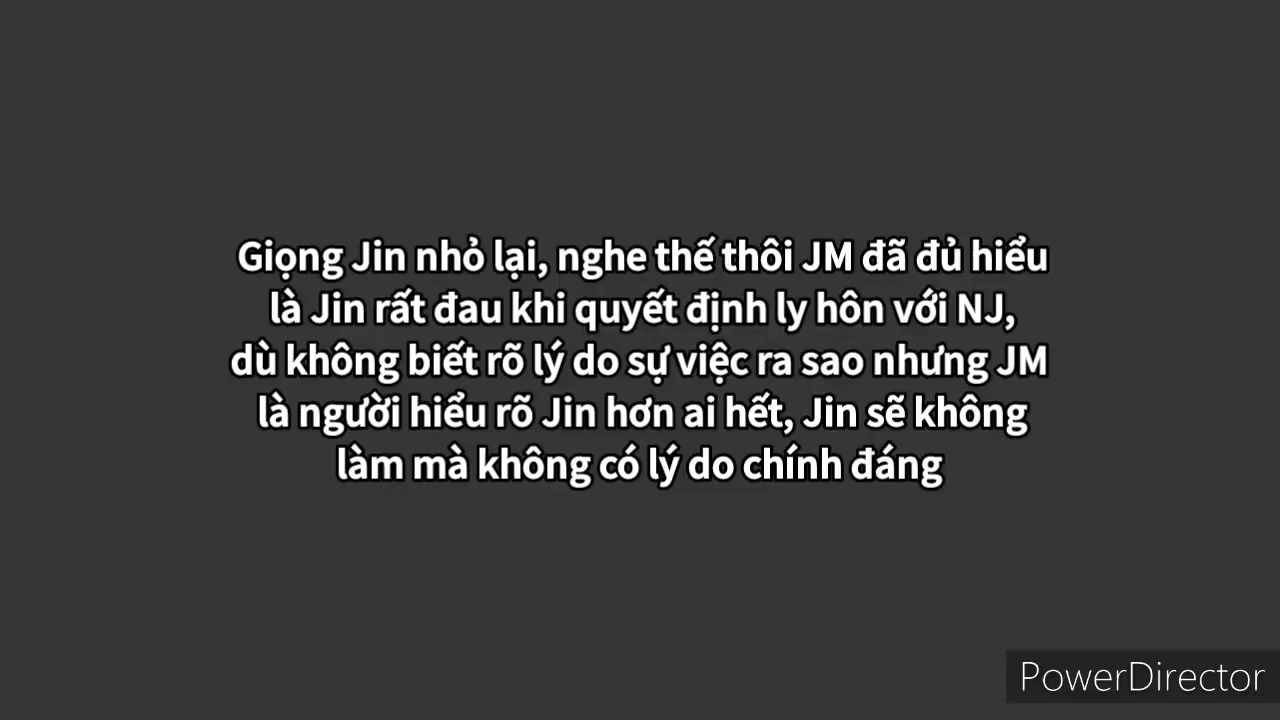 Giọng Jin nhỏ lại, nghe thế thôi JM đã đủ hiểu
là Jin rất đau khi quyết định ly hôn với NJ,
dù không biết rõ lý do sự việc ra sao nhưng JM
là người hiểu rõ Jin hơn ai hết, Jin sẽ không
làm mà không có lý do chính đáng
PowerDirector